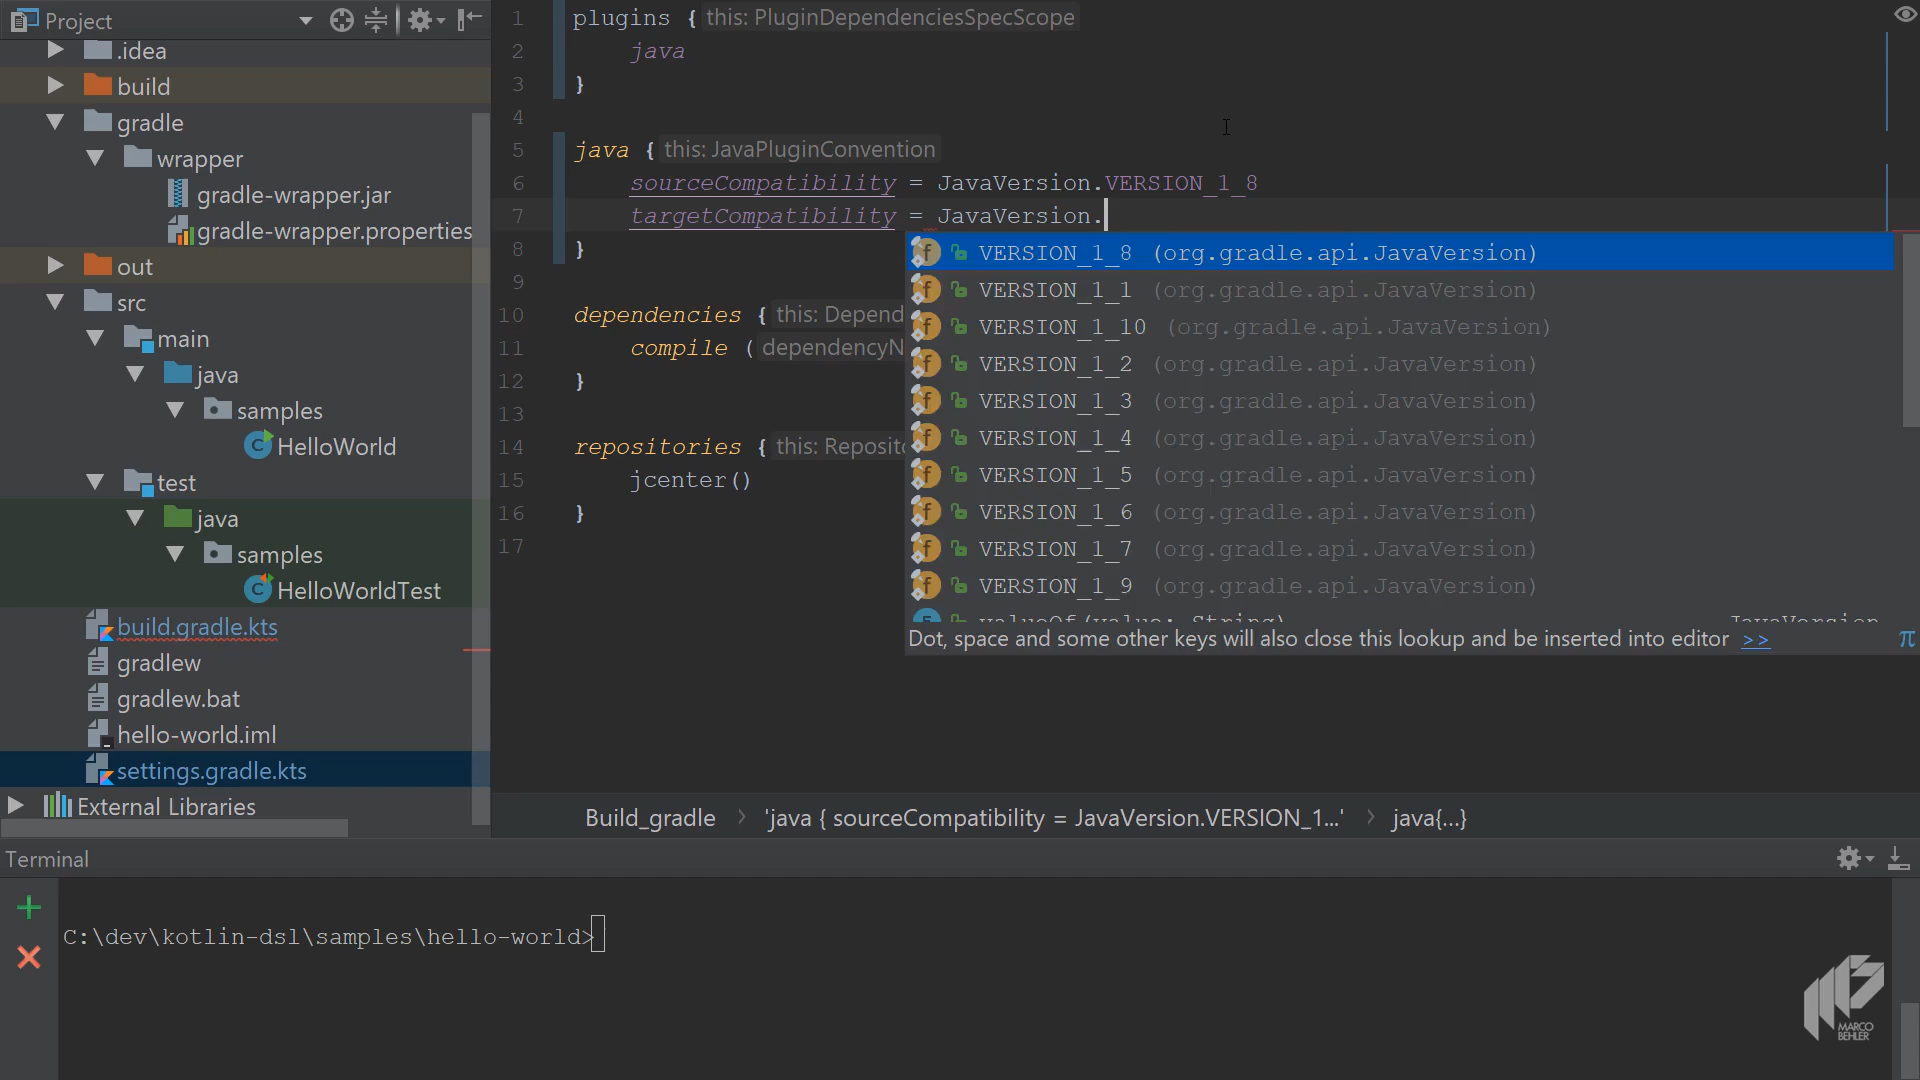 Project
.idea
build
gradle
wrapper
gradle-wrapper.jar
gradle-wrapper.properties
out
src
main
java
samples
HelloWorld
test
java
samples
HelloWorldTest
build.gradle.kts
gradlew
gradlew.bat
hello-world.iml
settings.gradle.kts
External Libraries
1 plugins { this: PluginDependenciesSpecScope
2 java
3 }
4
5 java { this: JavaPluginConvention
6 sourceCompatibility = JavaVersion.VERSION_1_8
7 targetCompatibility = JavaVersion.
8 }
9
10 dependencies { this: Depend
11 compile ( dependencyN
12 }
13
14 repositories { this: Reposito
15 jcenter()
16 }
17
f VERSION_1_8 (org.gradle.api.JavaVersion)
f VERSION_1_1 (org.gradle.api.JavaVersion)
f VERSION_1_10 (org.gradle.api.JavaVersion)
f VERSION_1_2 (org.gradle.api.JavaVersion)
f VERSION_1_3 (org.gradle.api.JavaVersion)
f VERSION_1_4 (org.gradle.api.JavaVersion)
f VERSION_1_5 (org.gradle.api.JavaVersion)
f VERSION_1_6 (org.gradle.api.JavaVersion)
f VERSION_1_7 (org.gradle.api.JavaVersion)
f VERSION_1_9 (org.gradle.api.JavaVersion)
valueOf(value: String) JavaVersion
Dot, space and some other keys will also close this lookup and be inserted into editor >> π
Build_gradle › 'java { sourceCompatibility = JavaVersion.VERSION_1...' › java{...}
Terminal
C:\dev\kotlin-dsl\samples\hello-world>
MARCO
BEHLER